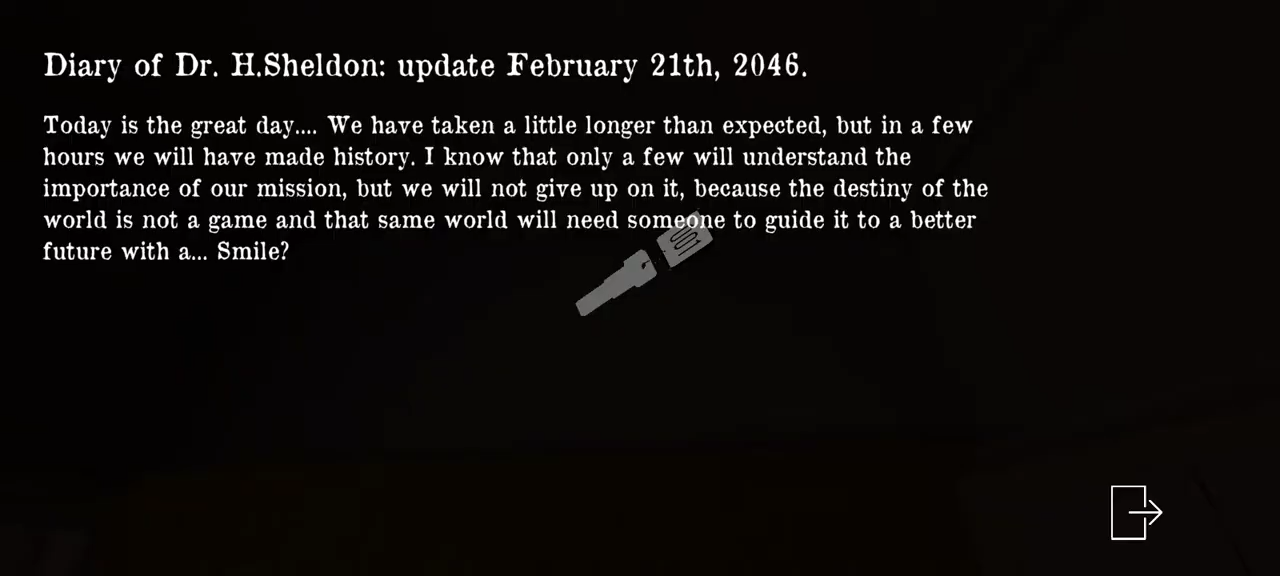 Diary of Dr. H.Sheldon: update February 21th, 2046.
Today is the great day.... We have taken a little longer than expected, but in a few
hours we will have made history. I know that only a few will understand the
importance of our mission, but we will not give up on it, because the destiny of the
world is not a game and that same world will need someone to guide it to a better
future with a... Smile?